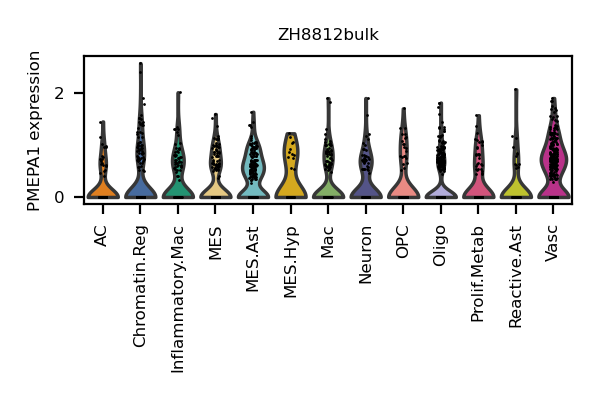 ZH8812bulk
PMEPA1 expression
2
0
AC
Chromatin.Reg
Inflammatory.Mac
MES
MES.Ast
MES.Hyp
Mac
Neuron
OPC
Oligo
Prolif.Metab
Reactive.Ast
Vasc